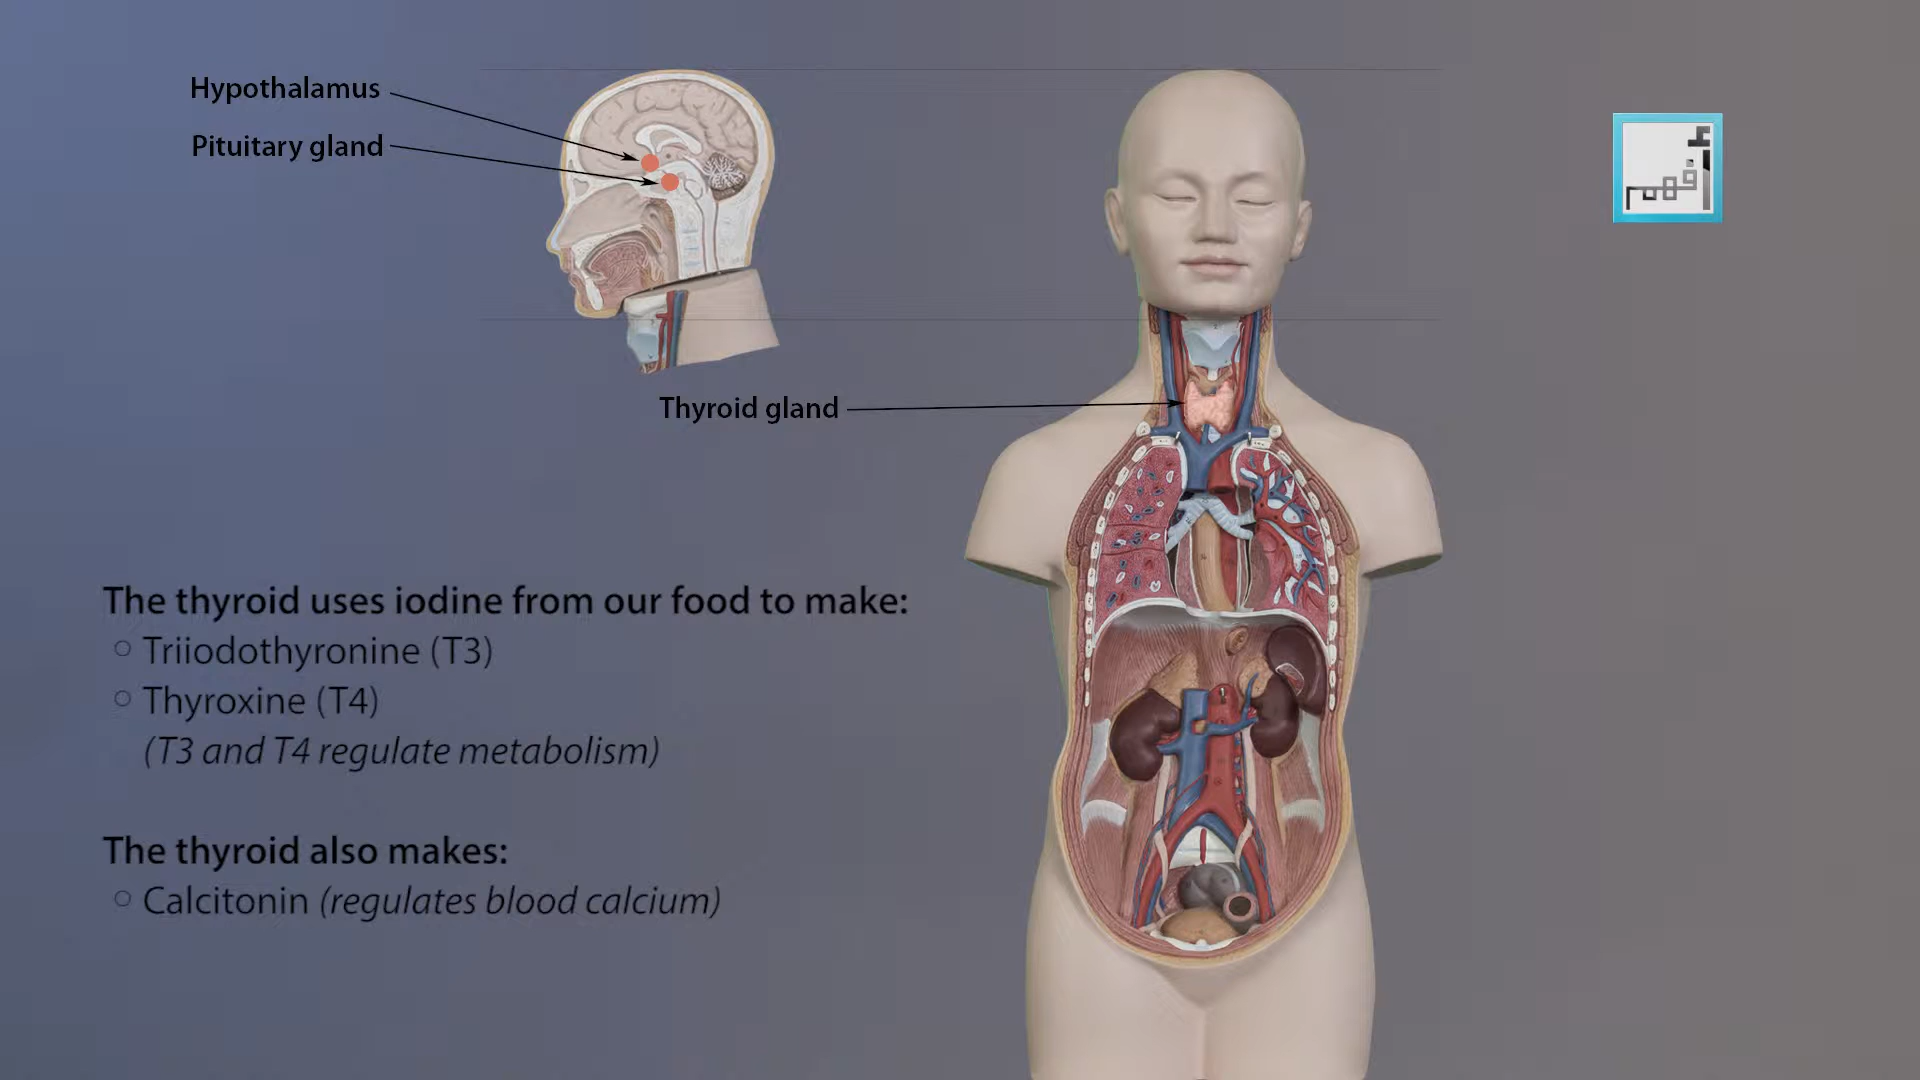 Hypothalamus
Pituitary gland
Thyroid gland
The thyroid uses iodine from our food to make:
○ Triiodothyronine (T3)
○ Thyroxine (T4)
(T3 and T4 regulate metabolism)
The thyroid also makes:
○ Calcitonin (regulates blood calcium)